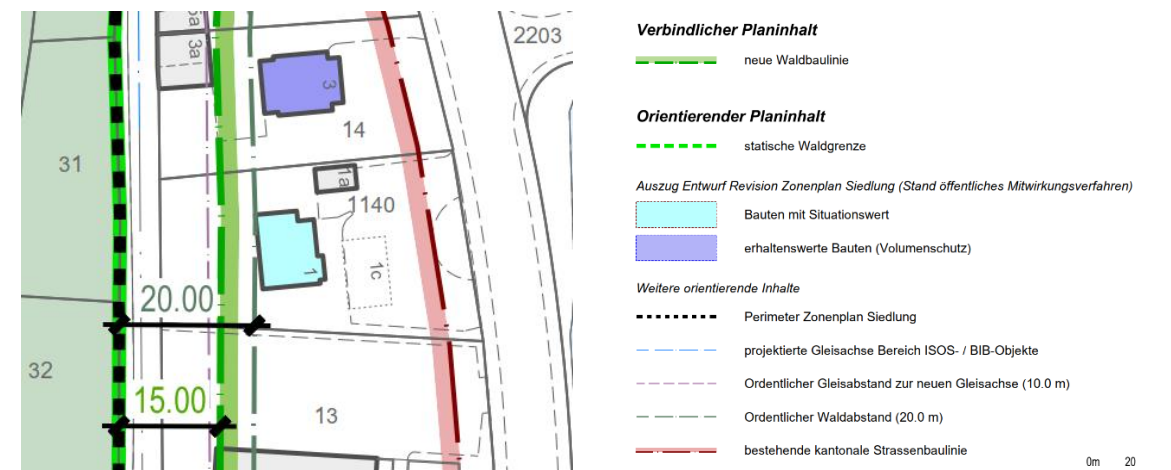 5a
3a
2203
3
14
31
1a
1140
1
1c
20.00
32
15.00
13
Verbindlicher Planinhalt
neue Waldbaulinie
Orientierender Planinhalt
statische Waldgrenze
Auszug Entwurf Revision Zonenplan Siedlung (Stand öffentliches Mitwirkungsverfahren)
Bauten mit Situationswert
erhaltenswerte Bauten (Volumenschutz)
Weitere orientierende Inhalte
Perimeter Zonenplan Siedlung
projektierte Gleisachse Bereich ISOS- / BIB-Objekte
Ordentlicher Gleisabstand zur neuen Gleisachse (10.0 m)
Ordentlicher Waldabstand (20.0 m)
bestehende kantonale Strassenbaulinie
0m 20